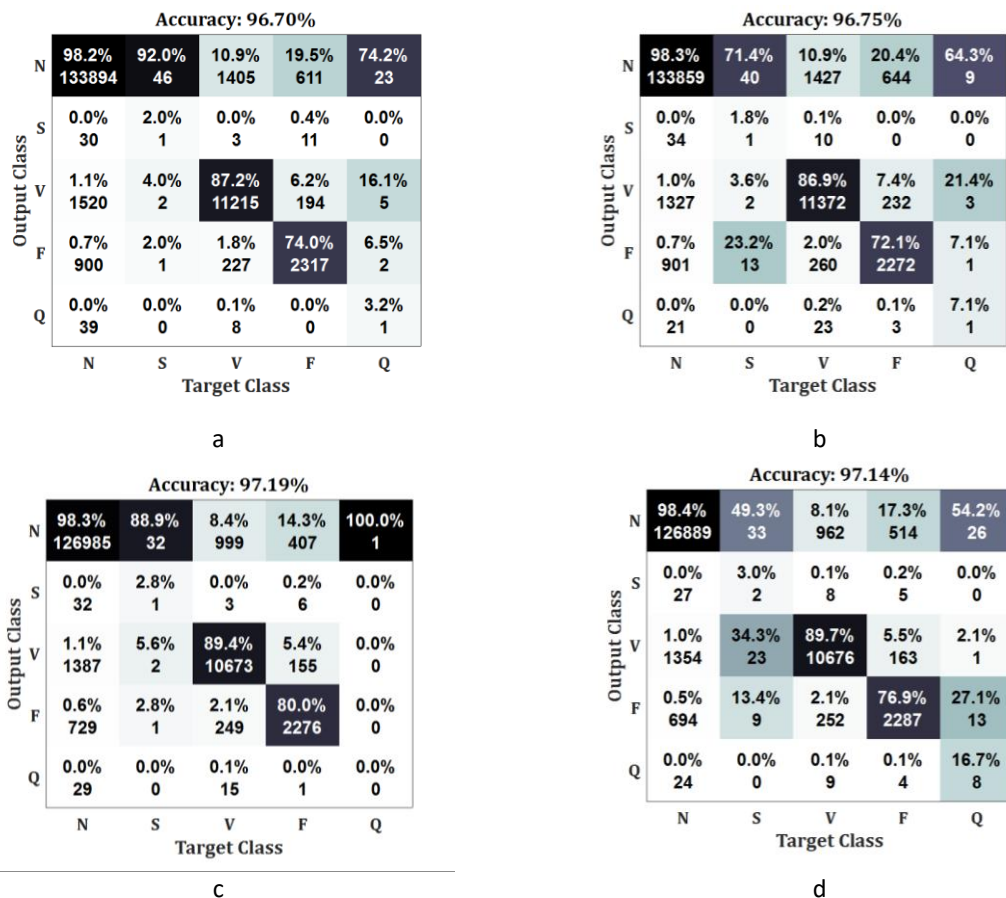 Accuracy: 96.70%
N 98.2% 92.0% 10.9% 19.5% 74.2%
133894 46 1405 611 23
S 0.0% 2.0% 0.0% 0.4% 0.0%
30 1 3 11 0
V 1.1% 4.0% 87.2% 6.2% 16.1%
1520 2 11215 194 5
F 0.7% 2.0% 1.8% 74.0% 6.5%
900 1 227 2317 2
Q 0.0% 0.0% 0.1% 0.0% 3.2%
39 0 8 0 1
N S V F Q
Target Class
Output Class
a
Accuracy: 96.75%
N 98.3% 71.4% 10.9% 20.4% 64.3%
133859 40 1427 644 9
S 0.0% 1.8% 0.1% 0.0% 0.0%
34 1 10 0 0
V 1.0% 3.6% 86.9% 7.4% 21.4%
1327 2 11372 232 3
F 0.7% 23.2% 2.0% 72.1% 7.1%
901 13 260 2272 1
Q 0.0% 0.0% 0.2% 0.1% 7.1%
21 0 23 3 1
N S V F Q
Target Class
Output Class
b
Accuracy: 97.19%
N 98.3% 88.9% 8.4% 14.3% 100.0%
126985 32 999 407 1
S 0.0% 2.8% 0.0% 0.2% 0.0%
32 1 3 6 0
V 1.1% 5.6% 89.4% 5.4% 0.0%
1387 2 10673 155 0
F 0.6% 2.8% 2.1% 80.0% 0.0%
729 1 249 2276 0
Q 0.0% 0.0% 0.1% 0.0% 0.0%
29 0 15 1 0
N S V F Q
Target Class
Output Class
c
Accuracy: 97.14%
N 98.4% 49.3% 8.1% 17.3% 54.2%
126889 33 962 514 26
S 0.0% 3.0% 0.1% 0.2% 0.0%
27 2 8 5 0
V 1.0% 34.3% 89.7% 5.5% 2.1%
1354 23 10676 163 1
F 0.5% 13.4% 2.1% 76.9% 27.1%
694 9 252 2287 13
Q 0.0% 0.0% 0.1% 0.1% 16.7%
24 0 9 4 8
N S V F Q
Target Class
Output Class
d